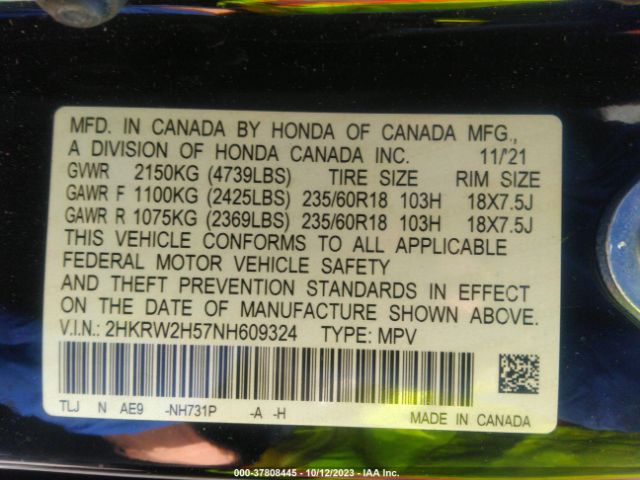 MFD. IN CANADA BY HONDA OF CANADA MFG.,
A DIVISION OF HONDA CANADA INC. 11/'21
GVWR 2150KG (4739LBS) TIRE SIZE RIM SIZE
GAWR F 1100KG (2425LBS) 235/60R18 103H 18X7.5J
GAWR R 1075KG (2369LBS) 235/60R18 103H 18X7.5J
THIS VEHICLE CONFORMS TO ALL APPLICABLE
FEDERAL MOTOR VEHICLE SAFETY
AND THEFT PREVENTION STANDARDS IN EFFECT
ON THE DATE OF MANUFACTURE SHOWN ABOVE.
V.I.N.: 2HKRW2H57NH609324 TYPE: MPV
TLJ N AE9 -NH731P -A -H MADE IN CANADA
000-37808445 - 10/12/2023 - IAA Inc.